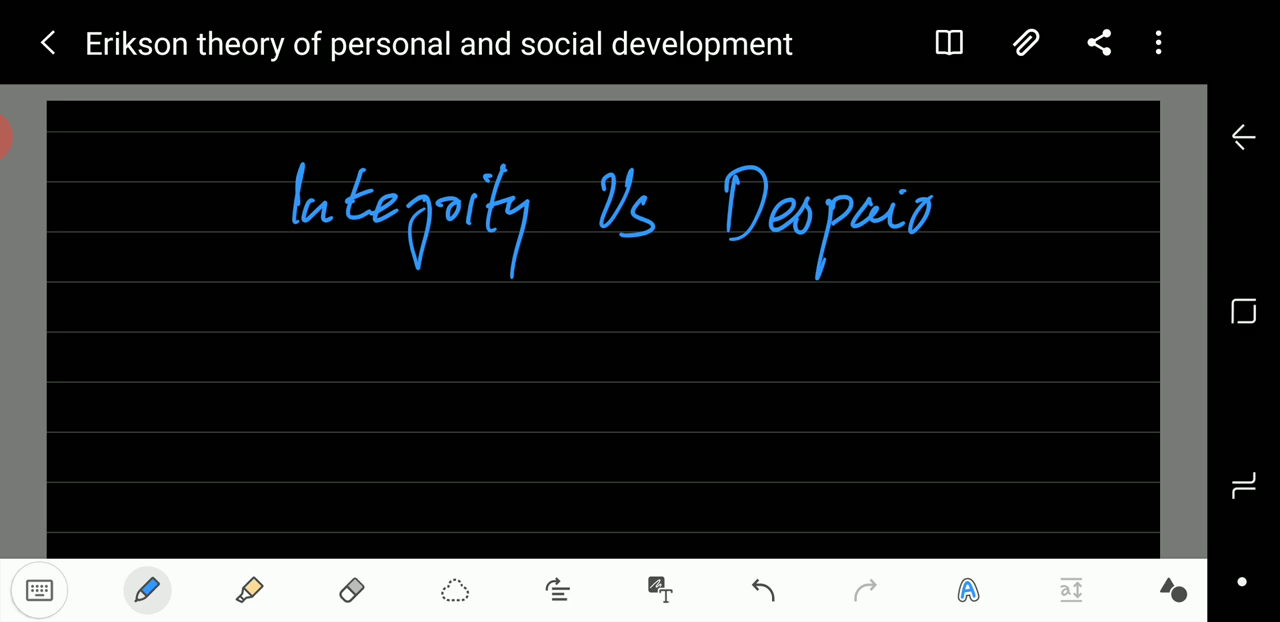 Erikson theory of personal and social development
Integrity Vs Despair